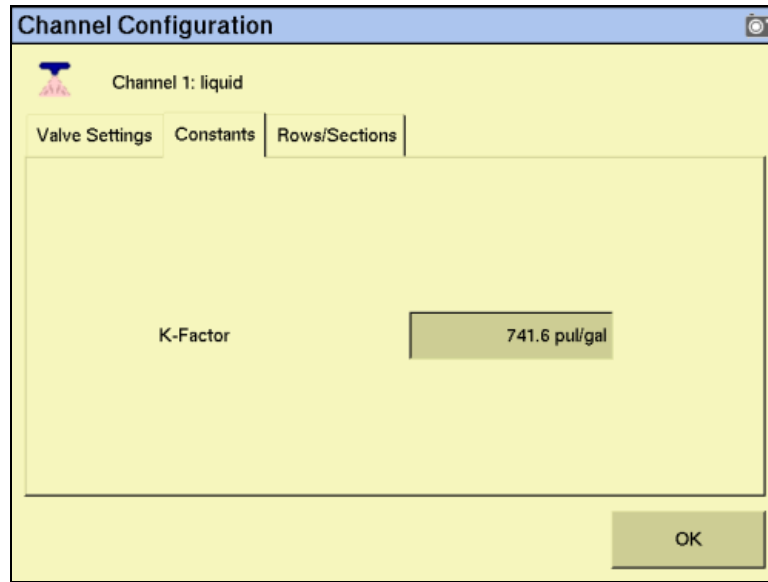 Channel Configuration
Channel 1: liquid
Valve Settings Constants Rows/Sections
K-Factor 741.6 pul/gal
OK